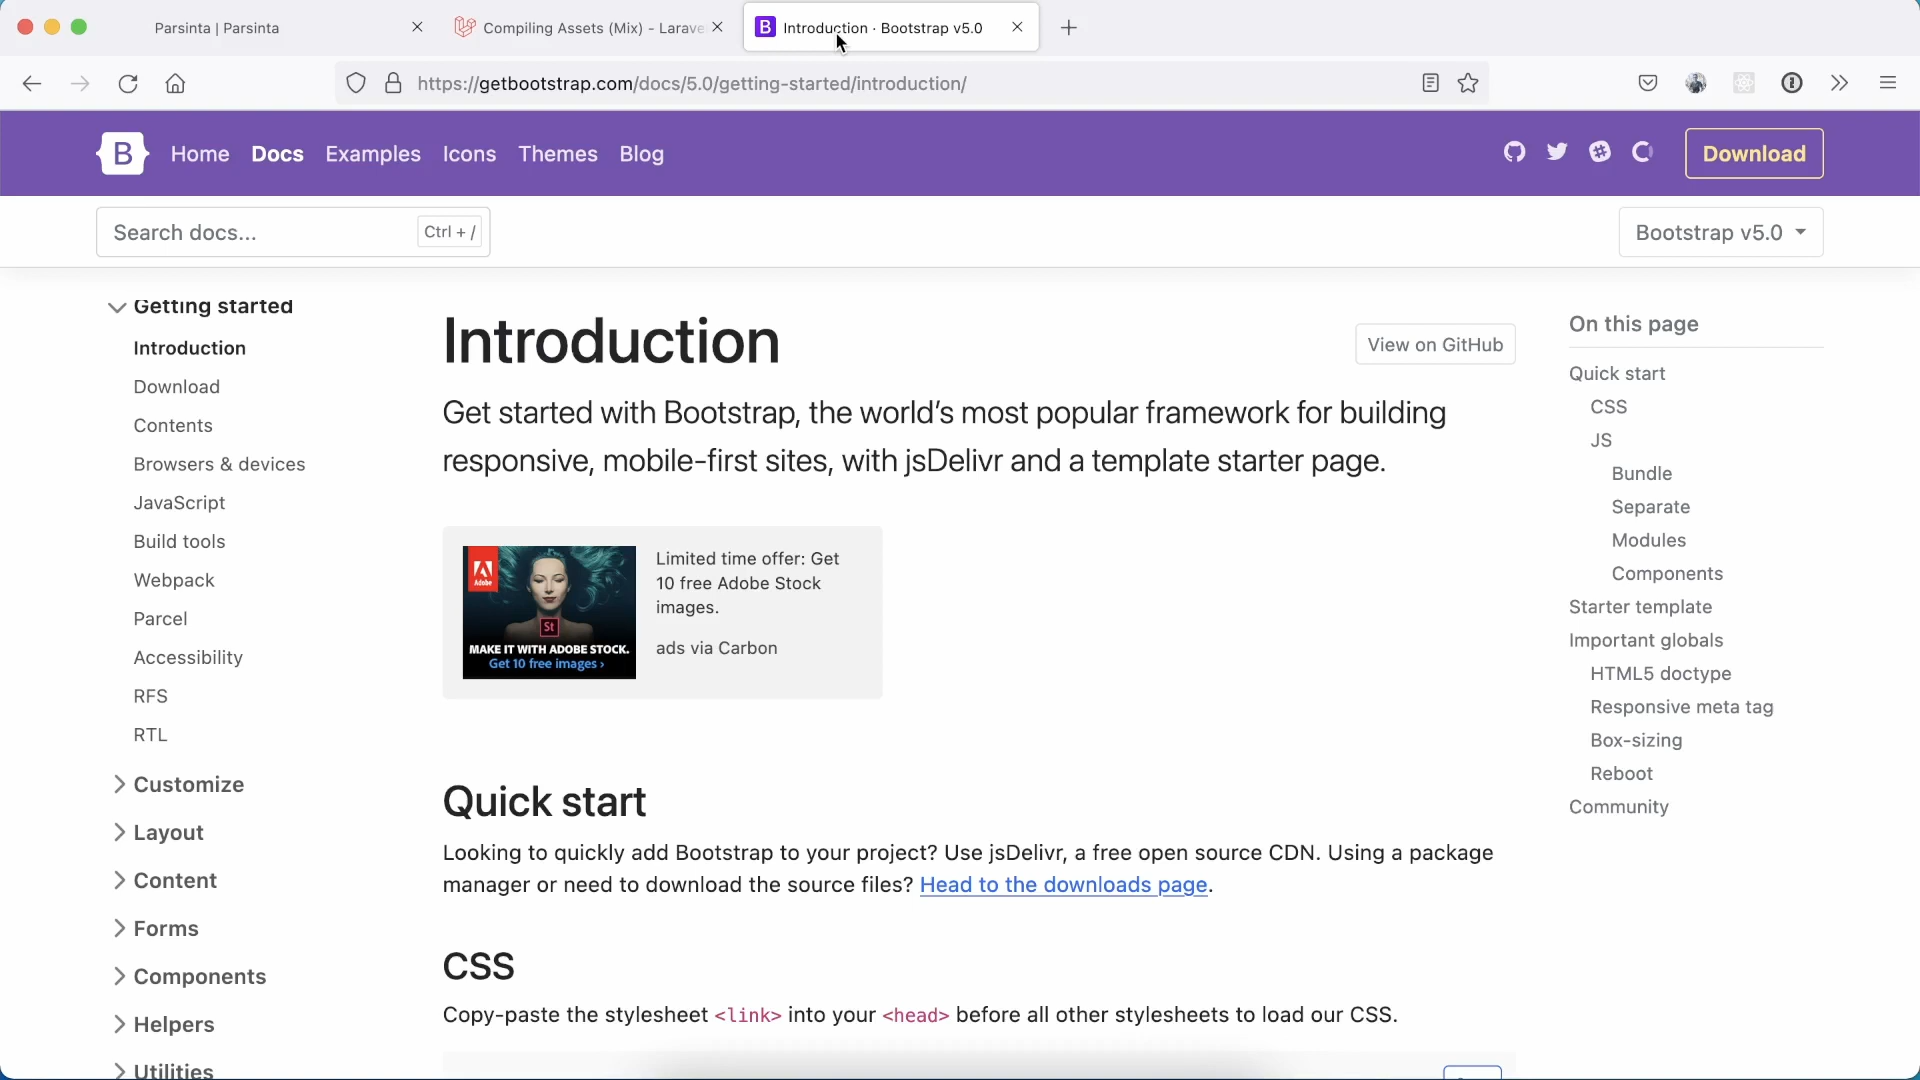 Parsinta | Parsinta
Compiling Assets (Mix) - Larave
Introduction · Bootstrap v5.0
https://getbootstrap.com/docs/5.0/getting-started/introduction/
B Home Docs Examples Icons Themes Blog
Download
Search docs... Ctrl + /
Bootstrap v5.0
Getting started
Introduction
Download
Contents
Browsers & devices
JavaScript
Build tools
Webpack
Parcel
Accessibility
RFS
RTL
Customize
Layout
Content
Forms
Components
Helpers
Utilities
Introduction
View on GitHub
Get started with Bootstrap, the world's most popular framework for building
responsive, mobile-first sites, with jsDelivr and a template starter page.
Adobe
St
MAKE IT WITH ADOBE STOCK.
Get 10 free images ›
Limited time offer: Get
10 free Adobe Stock
images.
ads via Carbon
Quick start
Looking to quickly add Bootstrap to your project? Use jsDelivr, a free open source CDN. Using a package
manager or need to download the source files? Head to the downloads page.
CSS
Copy-paste the stylesheet <link> into your <head> before all other stylesheets to load our CSS.
On this page
Quick start
CSS
JS
Bundle
Separate
Modules
Components
Starter template
Important globals
HTML5 doctype
Responsive meta tag
Box-sizing
Reboot
Community